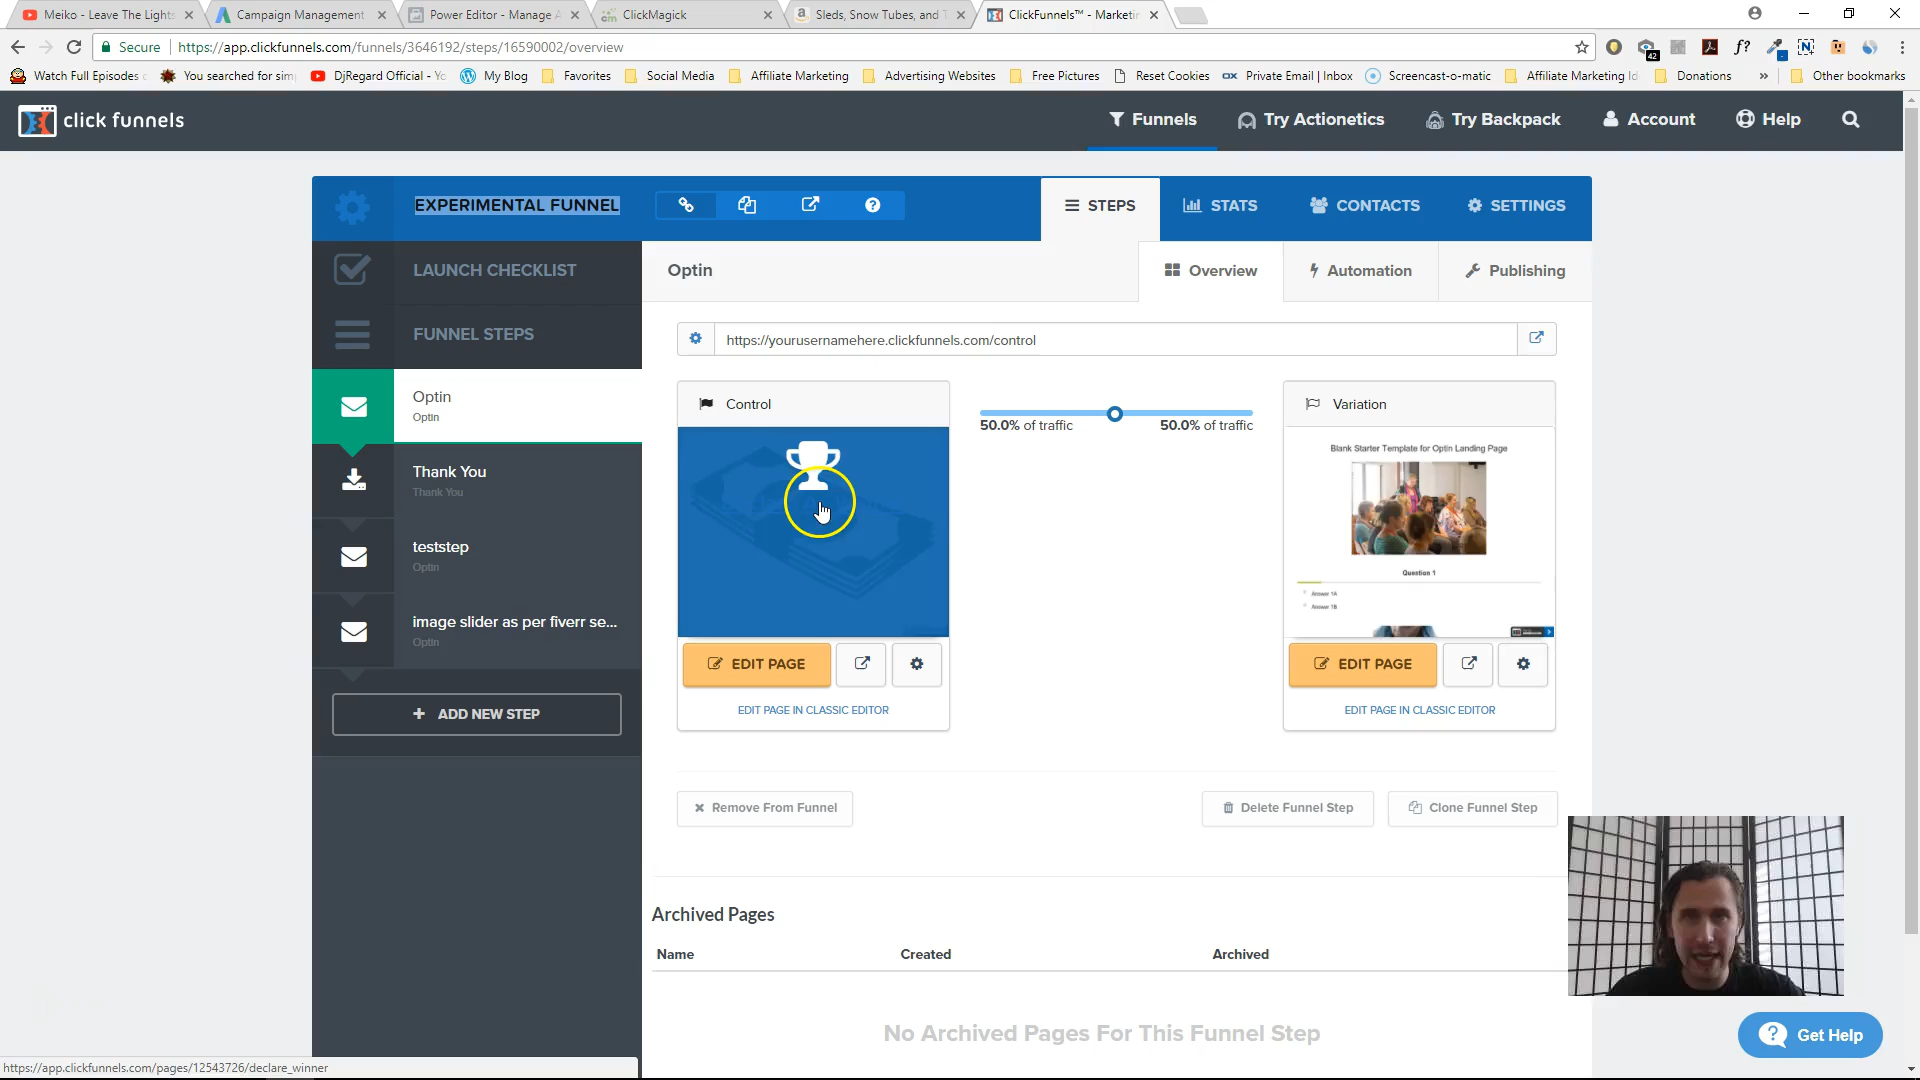 Meiko - Leave The Lights
Campaign Management
Power Editor - Manage A
ClickMagick
Sleds, Snow Tubes, and T
ClickFunnels™ - Marketin
Secure https://app.clickfunnels.com/funnels/3646192/steps/16590002/overview
Watch Full Episodes
You searched for sim
DjRegard Official - Yo
My Blog
Favorites
Social Media
Affiliate Marketing
Advertising Websites
Free Pictures
Reset Cookies
Private Email | Inbox
Screencast-o-matic
Affiliate Marketing Id
Donations
»
Other bookmarks
42
click funnels
Funnels
Try Actionetics
Try Backpack
Account
Help
EXPERIMENTAL FUNNEL
STEPS
STATS
CONTACTS
SETTINGS
LAUNCH CHECKLIST
FUNNEL STEPS
Optin
Optin
Thank You
Thank You
teststep
Optin
image slider as per fiverr se...
Optin
+ ADD NEW STEP
Optin
Overview
Automation
Publishing
https://yourusernamehere.clickfunnels.com/control
Control
50.0% of traffic
50.0% of traffic
Variation
Blank Starter Template for Optin Landing Page
Question 1
Answer 1A
Answer 1B
EDIT PAGE
EDIT PAGE IN CLASSIC EDITOR
EDIT PAGE
EDIT PAGE IN CLASSIC EDITOR
Remove From Funnel
Delete Funnel Step
Clone Funnel Step
Archived Pages
Name
Created
Archived
No Archived Pages For This Funnel Step
Get Help
https://app.clickfunnels.com/pages/12543726/declare_winner